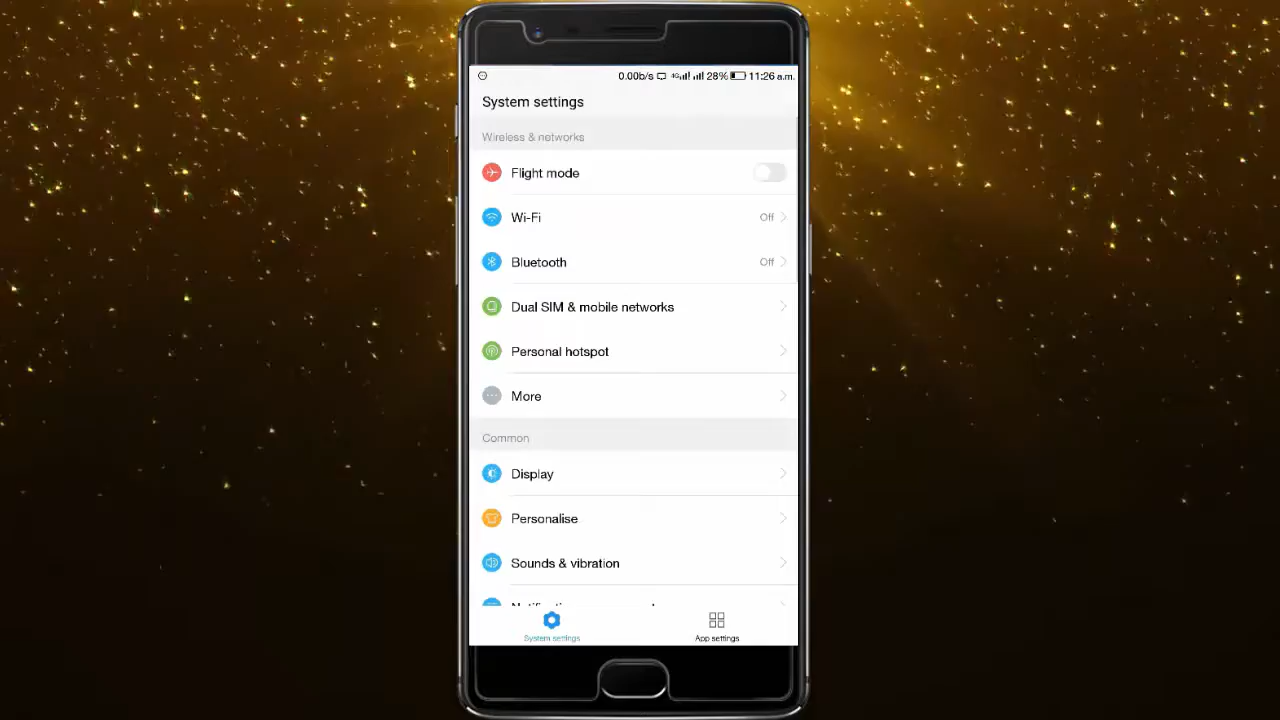 0.00b/s 4G 28% 11:26 a.m.
System settings
Wireless & networks
Flight mode
Wi-Fi Off
Bluetooth Off
Dual SIM & mobile networks
Personal hotspot
More
Common
Display
Personalise
Sounds & vibration
System settings
App settings